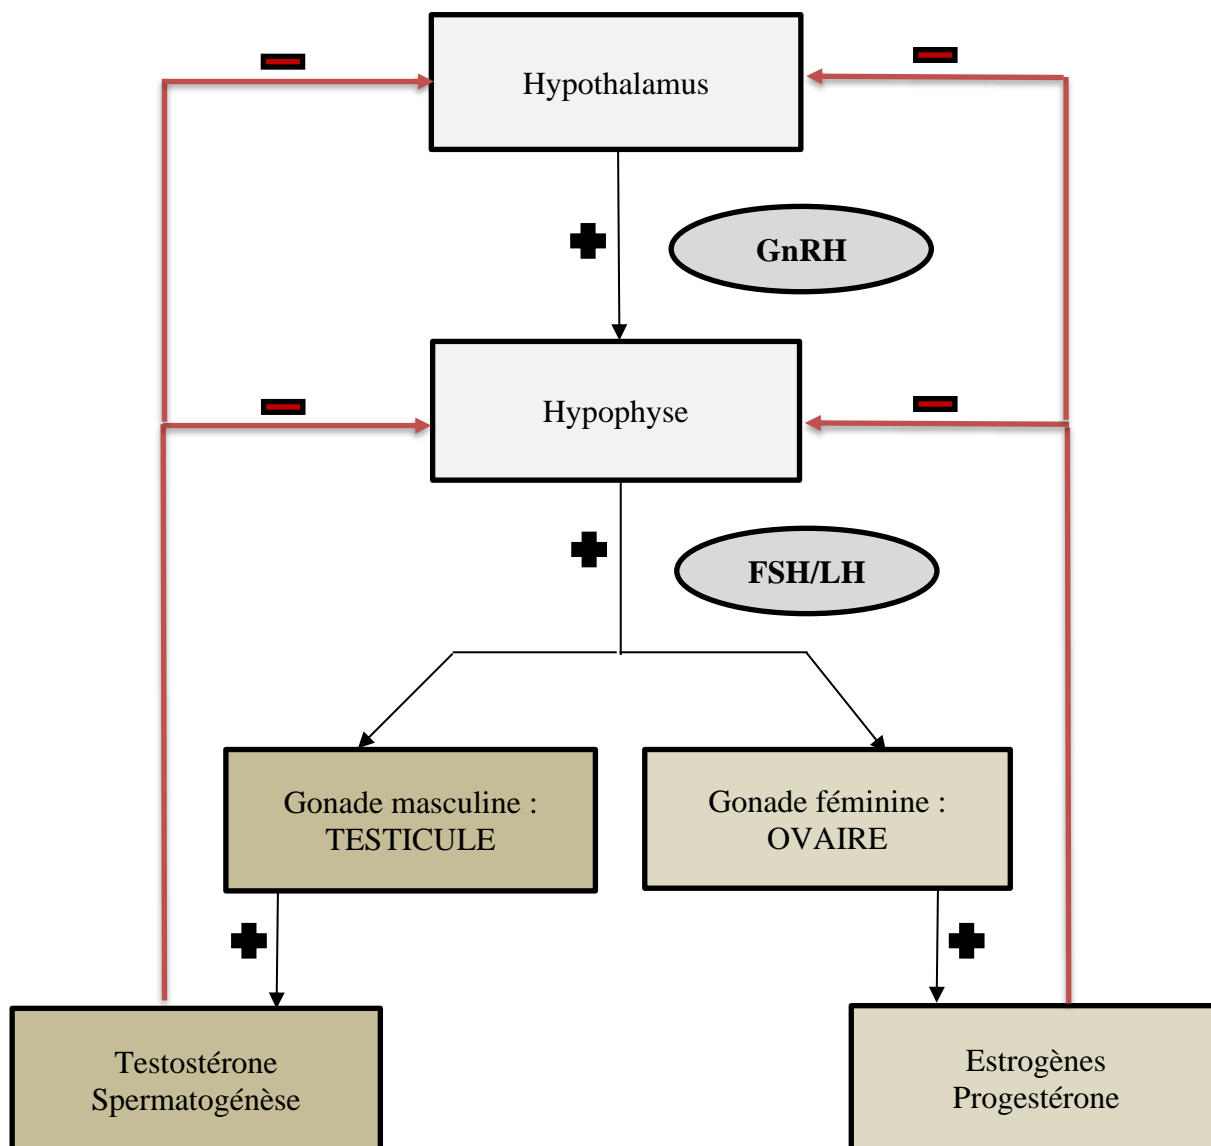 Hypothalamus
GnRH
Hypophyse
FSH/LH
Gonade masculine :
TESTICULE
Gonade féminine :
OVAIRE
Testostérone
Spermatogénèse
Estrogènes
Progestérone